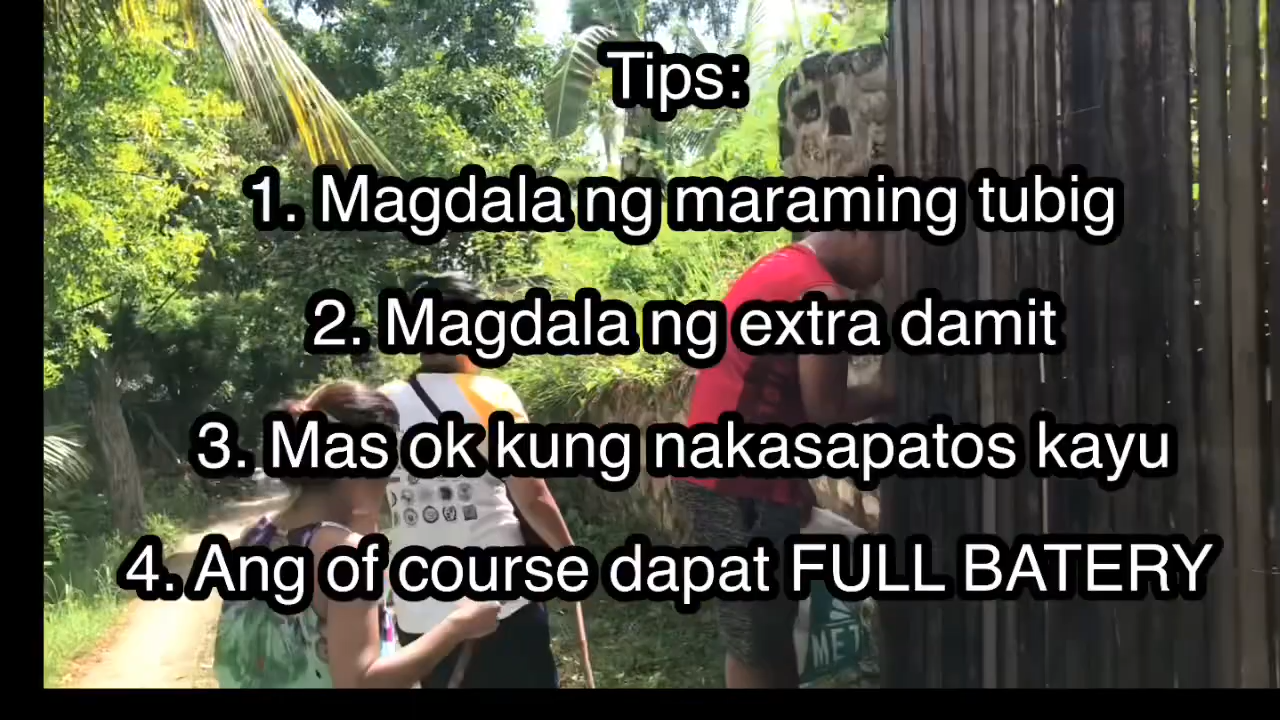 Tips:
1. Magdala ng maraming tubig
2. Magdala ng extra damit
3. Mas ok kung nakasapatos kayu
4. Ang of course dapat FULL BATERY
MET